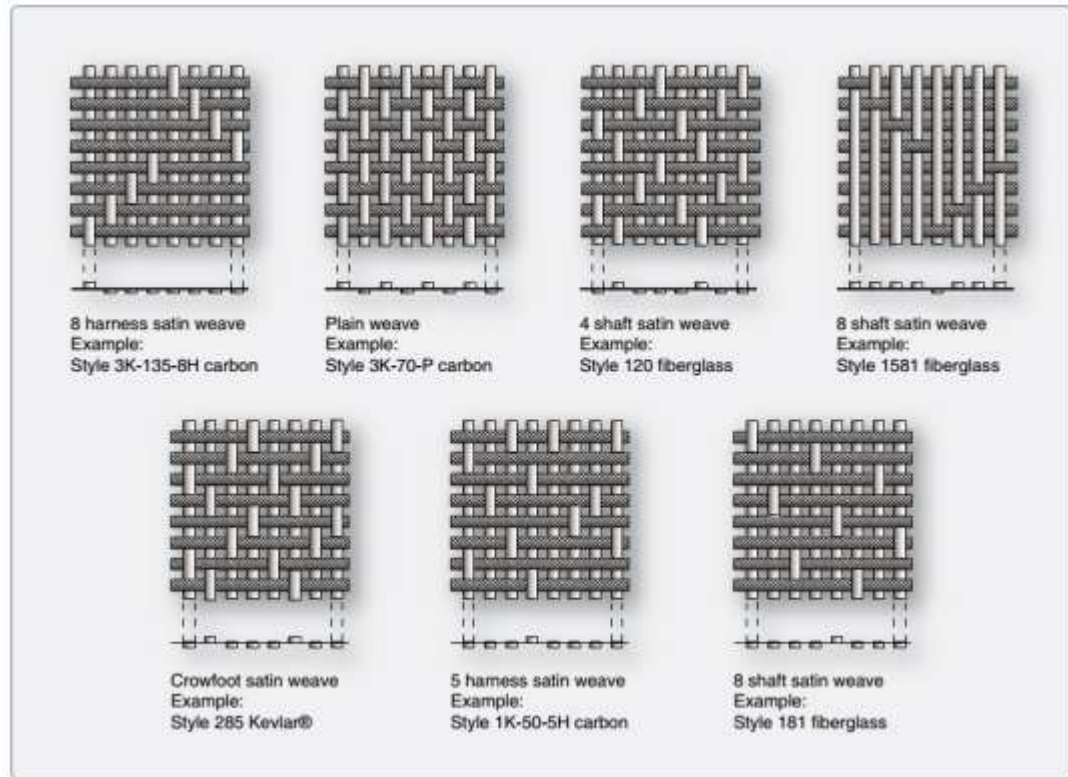 8 harness satin weave
Example:
Style 3K-135-8H carbon
Plain weave
Example:
Style 3K-70-P carbon
4 shaft satin weave
Example:
Style 120 fiberglass
8 shaft satin weave
Example:
Style 1581 fiberglass
Crowfoot satin weave
Example:
Style 285 Kevlar®
5 harness satin weave
Example:
Style 1K-50-5H carbon
8 shaft satin weave
Example:
Style 181 fiberglass